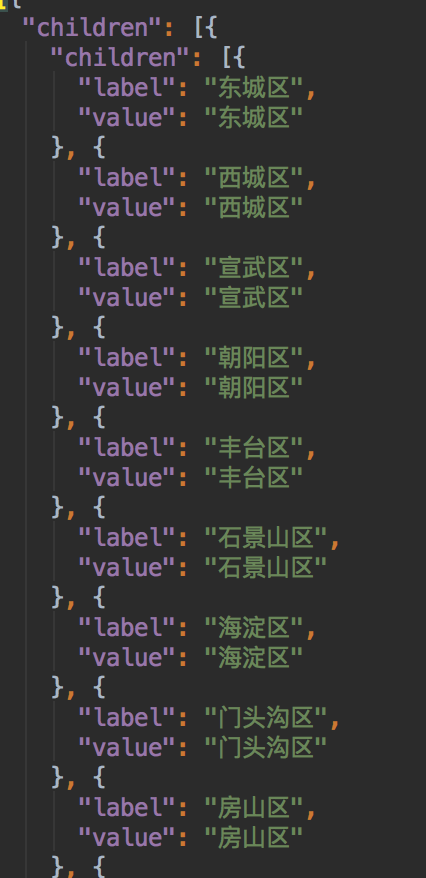 [{
"children": [{
"children": [{
"label": "东城区",
"value": "东城区"
}, {
"label": "西城区",
"value": "西城区"
}, {
"label": "宣武区",
"value": "宣武区"
}, {
"label": "朝阳区",
"value": "朝阳区"
}, {
"label": "丰台区",
"value": "丰台区"
}, {
"label": "石景山区",
"value": "石景山区"
}, {
"label": "海淀区",
"value": "海淀区"
}, {
"label": "门头沟区",
"value": "门头沟区"
}, {
"label": "房山区",
"value": "房山区"
}, {